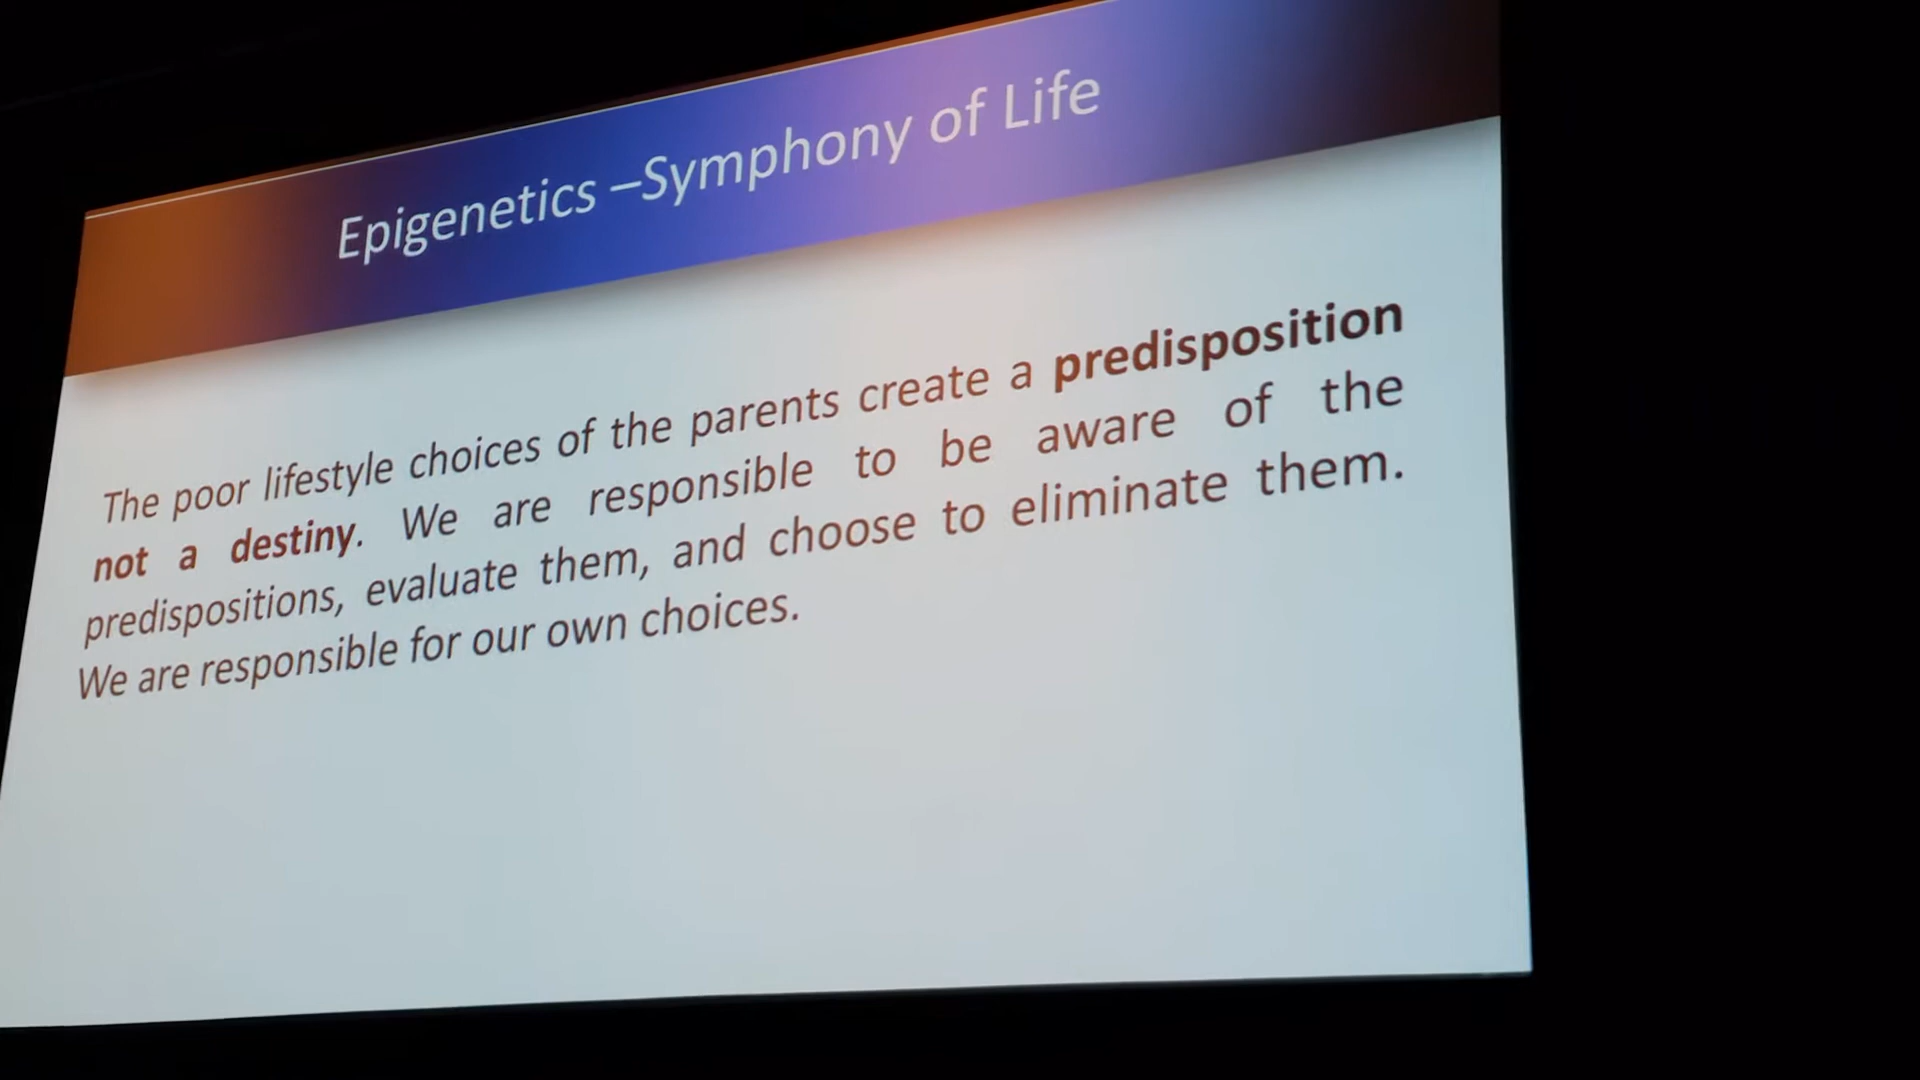 Epigenetics –Symphony of Life
The poor lifestyle choices of the parents create a predisposition
not a destiny. We are responsible to be aware of the
predispositions, evaluate them, and choose to eliminate them.
We are responsible for our own choices.